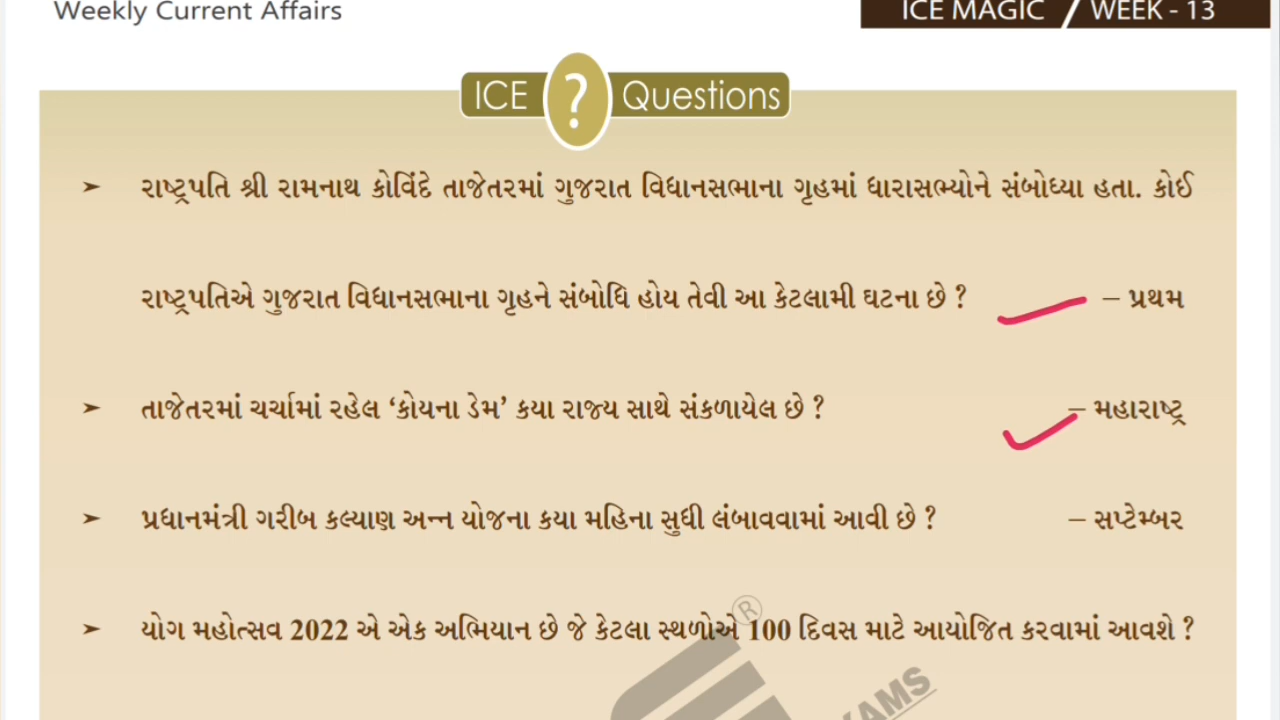 Weekly Current Affairs
ICE MAGIC / WEEK - 13
ICE ? Questions
➤ રાષ્ટ્રપતિ શ્રી રામનાથ કોવિંદે તાજેતરમાં ગુજરાત વિધાનસભાના ગૃહમાં ધારાસભ્યોને સંબોધ્યા હતા. કોઈ
રાષ્ટ્રપતિએ ગુજરાત વિધાનસભાના ગૃહને સંબોધિ હોય તેવી આ કેટલામી ઘટના છે ? – પ્રથમ
➤ તાજેતરમાં ચર્ચામાં રહેલ ‘કોયના ડેમ’ કયા રાજ્ય સાથે સંકળાયેલ છે ? – મહારાષ્ટ્ર
➤ પ્રધાનમંત્રી ગરીબ કલ્યાણ અન્ન યોજના કયા મહિના સુધી લંબાવવામાં આવી છે ? – સપ્ટેમ્બર
➤ યોગ મહોત્સવ 2022 એ એક અભિયાન છે જે કેટલા સ્થળોએ 100 દિવસ માટે આયોજિત કરવામાં આવશે ?
®